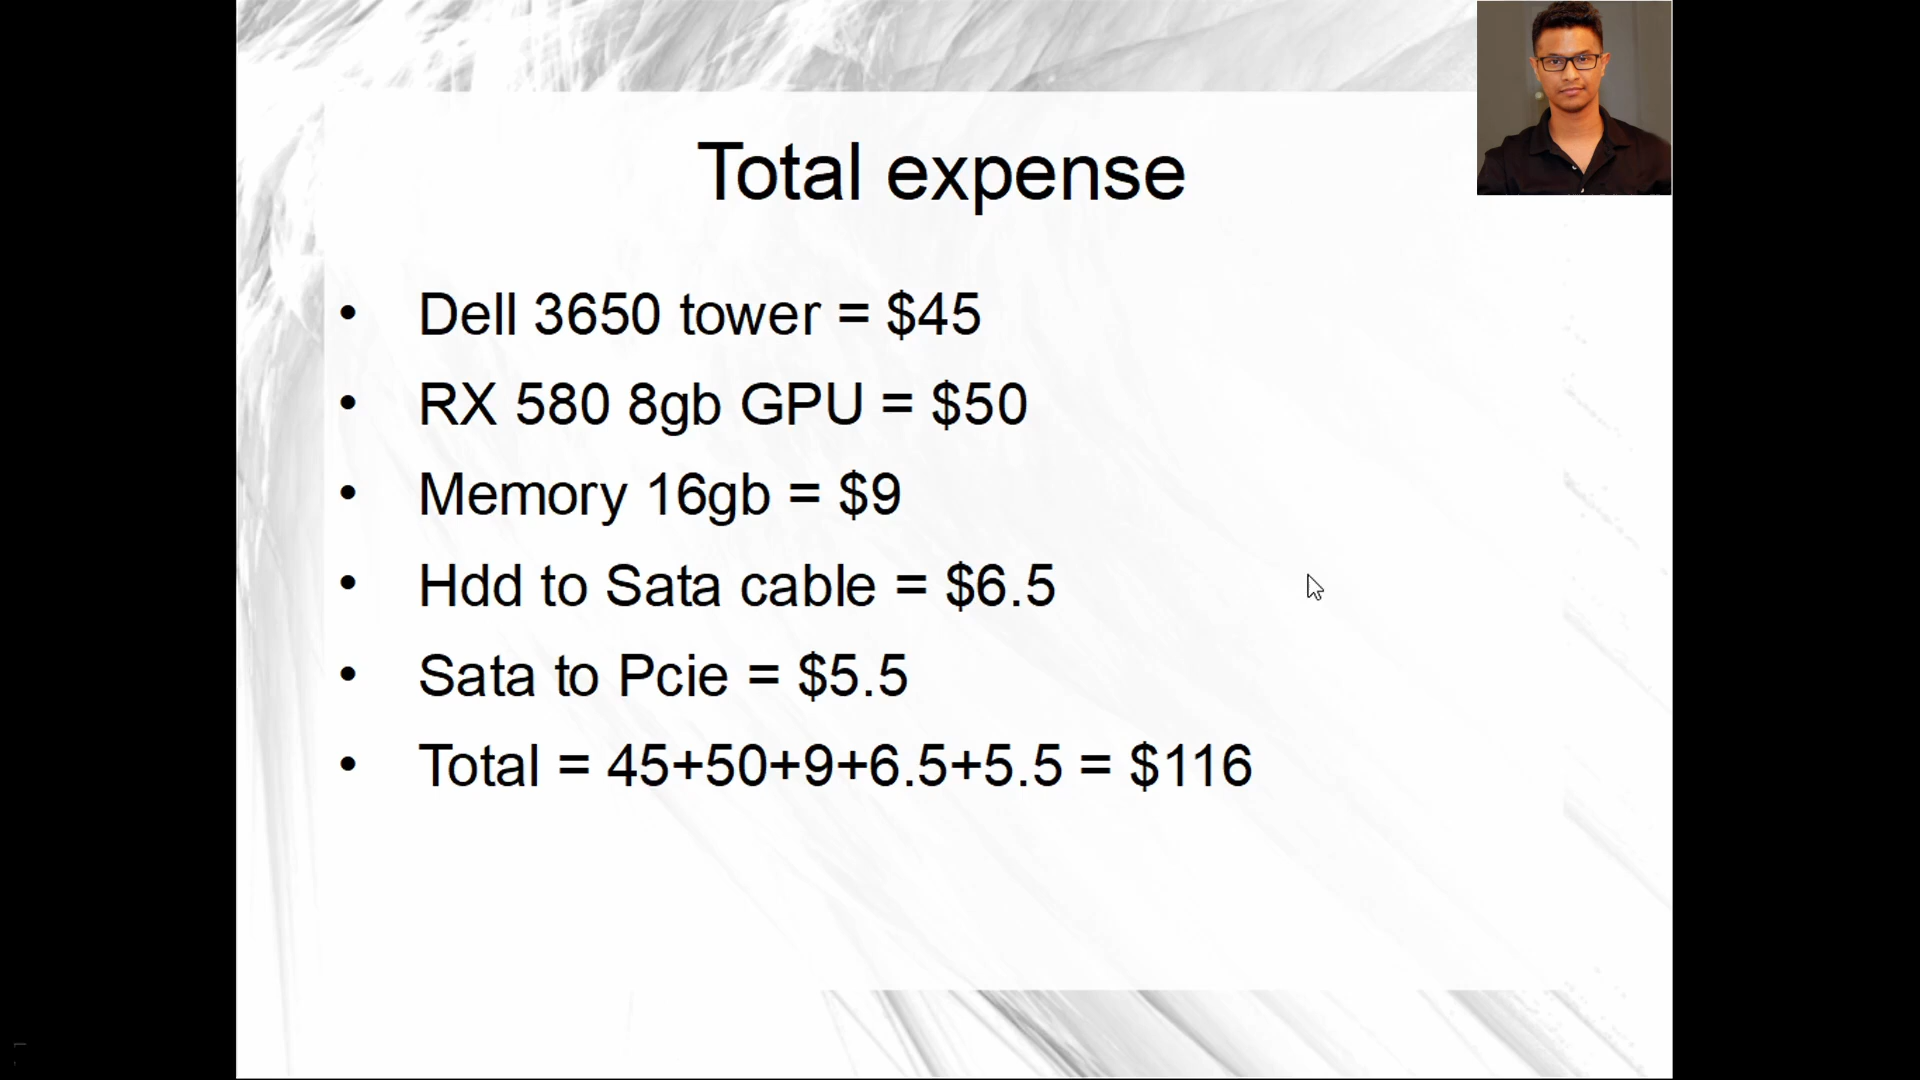 Total expense
• Dell 3650 tower = $45
• RX 580 8gb GPU = $50
• Memory 16gb = $9
• Hdd to Sata cable = $6.5
• Sata to Pcie = $5.5
• Total = 45+50+9+6.5+5.5 = $116